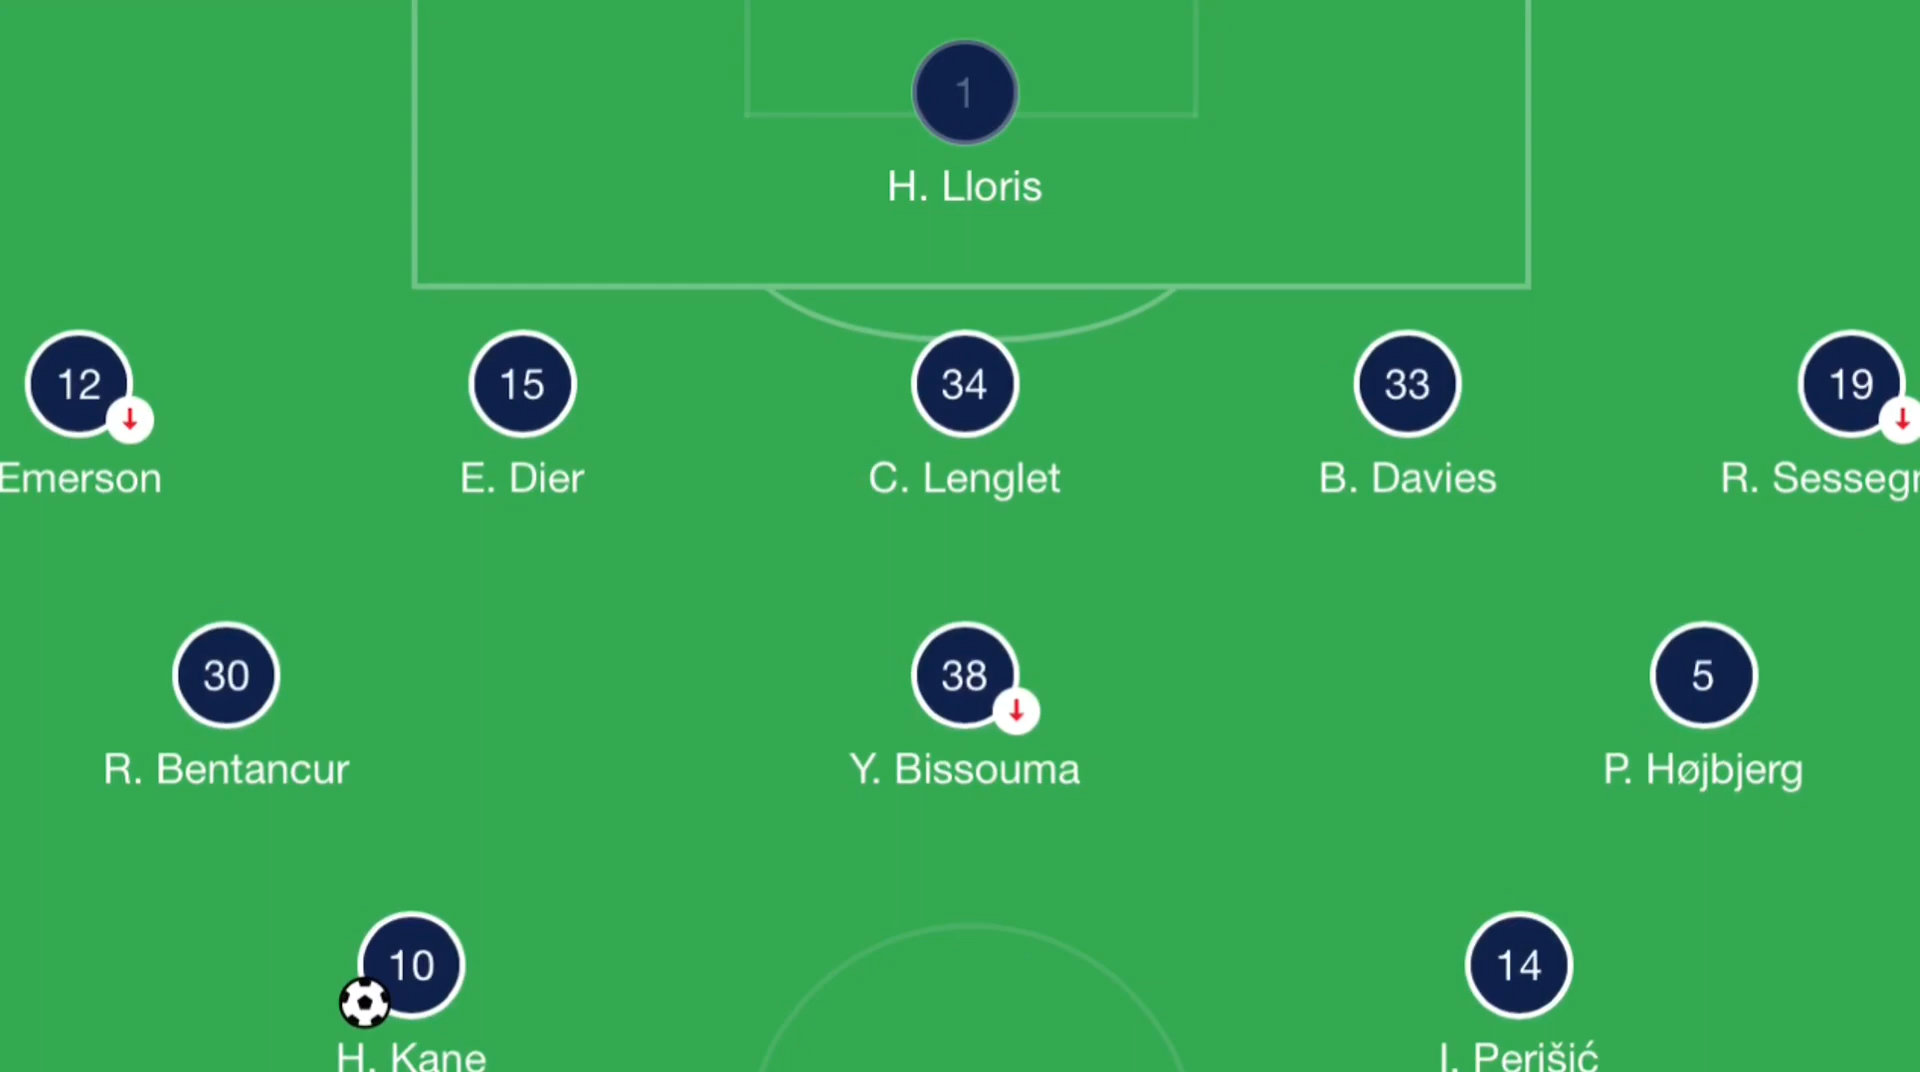 1
H. Lloris
12 15 34 33 19
Emerson E. Dier C. Lenglet B. Davies R. Sessegn
30 38 5
R. Bentancur Y. Bissouma P. Højbjerg
10 14
H. Kane I. Perišić